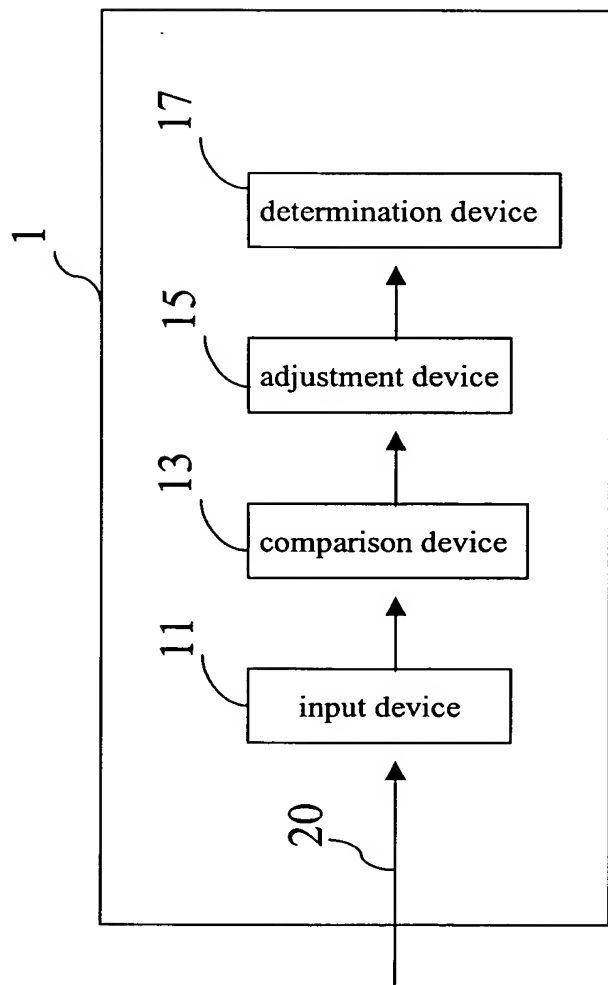 1
17
determination device
15
adjustment device
13
comparison device
11
input device
20